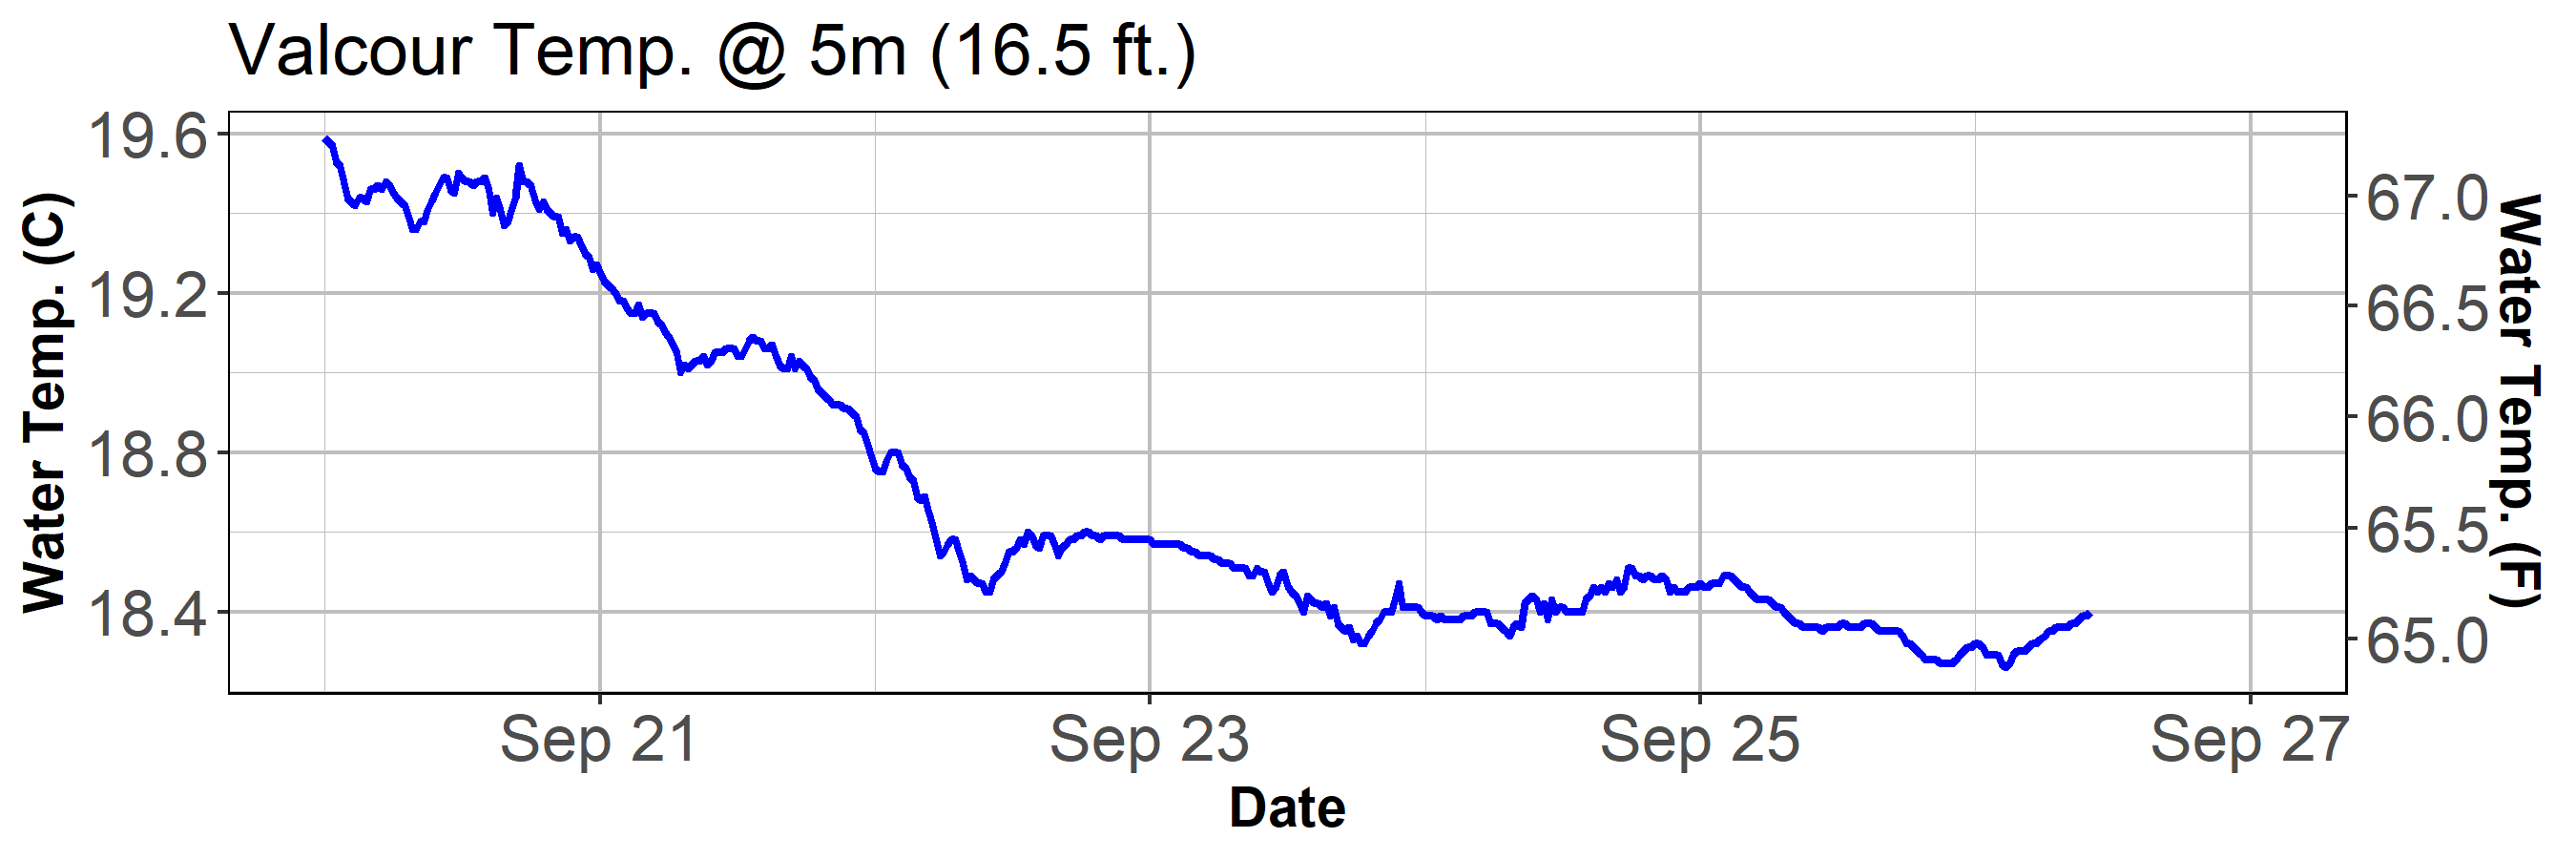 Valcour Temp. @ 5m (16.5 ft.)
Water Temp. (C)
19.6
19.2
18.8
18.4
67.0
66.5
66.0
65.5
65.0
Water Temp. (F)
Sep 21 Sep 23 Sep 25 Sep 27
Date